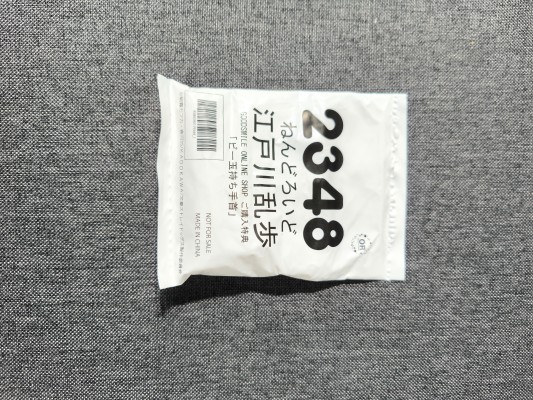 2348
ねんどろいど
江戸川乱歩
GOODSMILE ONLINE SHOP ご購入特典
「ビー玉持ち手首」
NOT FOR SALE
MADE IN CHINA